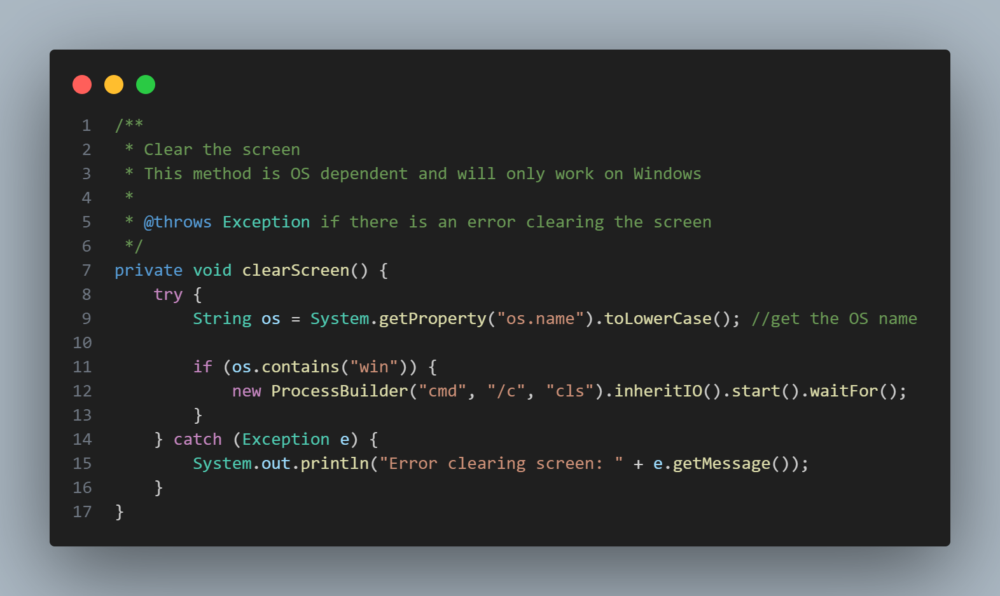 1 /**
2  * Clear the screen
3  * This method is OS dependent and will only work on Windows
4  *
5  * @throws Exception if there is an error clearing the screen
6  */
7 private void clearScreen() {
8     try {
9         String os = System.getProperty("os.name").toLowerCase(); //get the OS name
10
11         if (os.contains("win")) {
12             new ProcessBuilder("cmd", "/c", "cls").inheritIO().start().waitFor();
13         }
14     } catch (Exception e) {
15         System.out.println("Error clearing screen: " + e.getMessage());
16     }
17 }